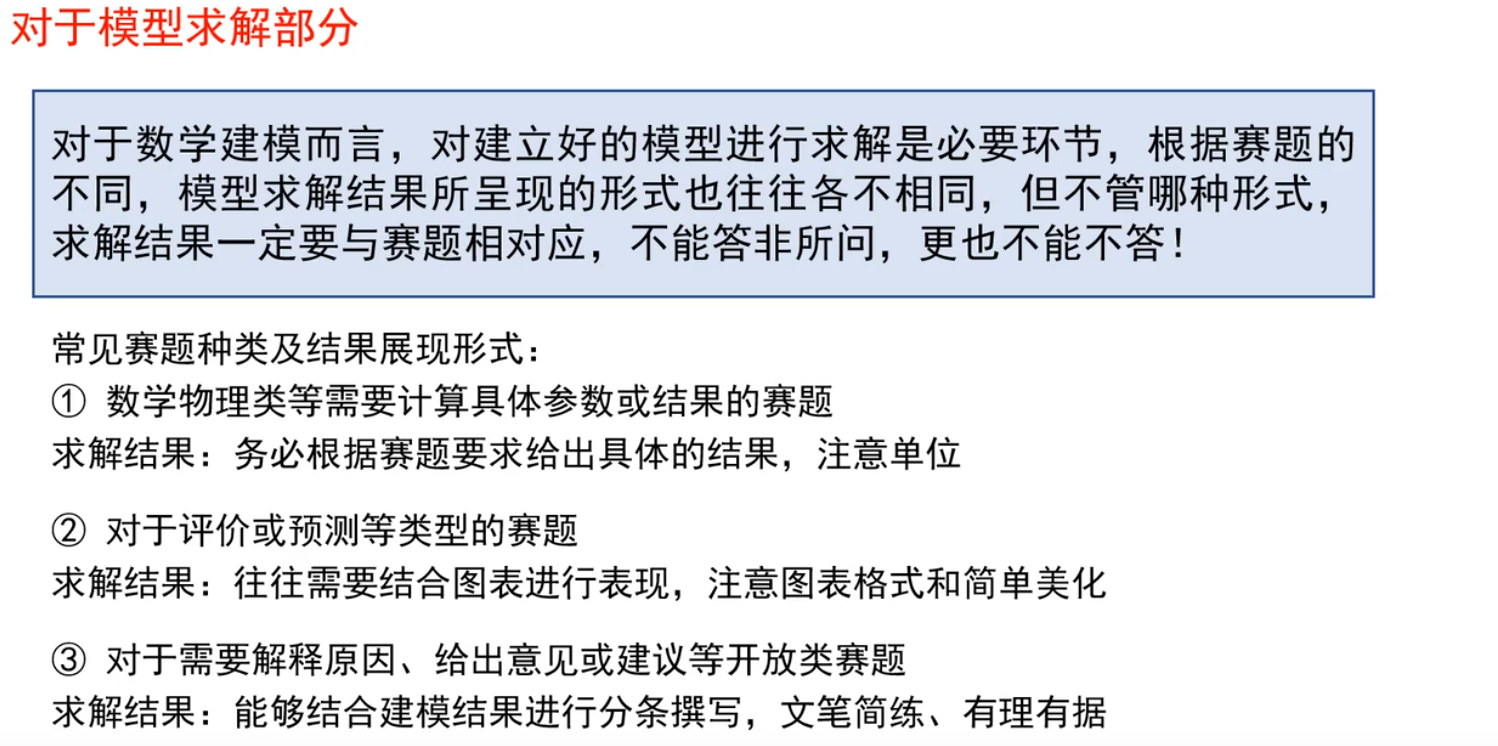 对于模型求解部分
对于数学建模而言，对建立好的模型进行求解是必要环节，根据赛题的
不同，模型求解结果所呈现的形式也往往各不相同，但不管哪种形式，
求解结果一定要与赛题相对应，不能答非所问，更也不能不答！
常见赛题种类及结果展现形式：
① 数学物理类等需要计算具体参数或结果的赛题
求解结果：务必根据赛题要求给出具体的结果，注意单位
② 对于评价或预测等类型的赛题
求解结果：往往需要结合图表进行表现，注意图表格式和简单美化
③ 对于需要解释原因、给出意见或建议等开放类赛题
求解结果：能够结合建模结果进行分条撰写，文笔简练、有理有据